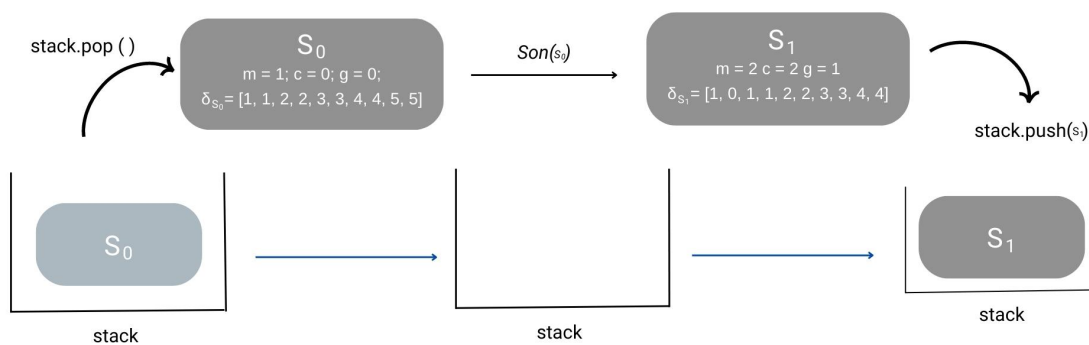 stack.pop ( )
S₀
m = 1; c = 0; g = 0;
δS₀= [1, 1, 2, 2, 3, 3, 4, 4, 5, 5]
Son(s₀)
S₁
m = 2 c = 2 g = 1
δS₁= [1, 0, 1, 1, 2, 2, 3, 3, 4, 4]
stack.push(s₁)
S₀
S₁
stack
stack
stack